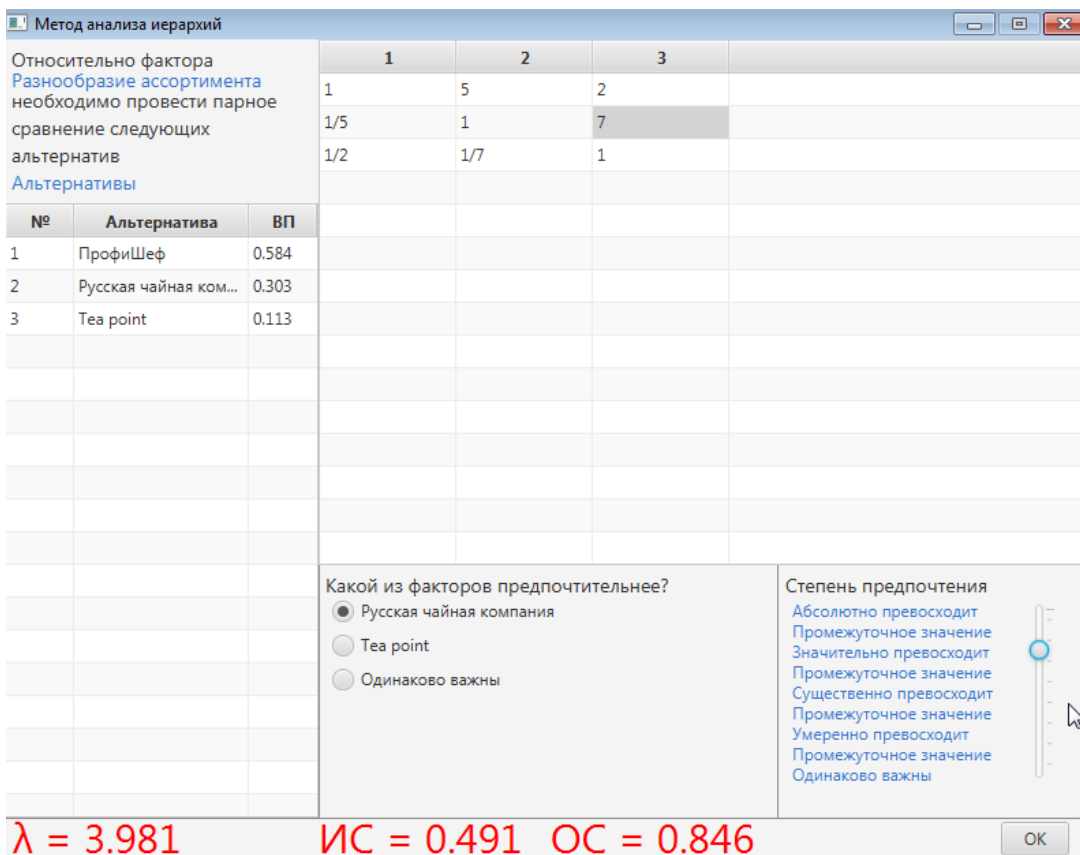 Метод анализа иерархий
Относительно фактора
Разнообразие ассортимента
необходимо провести парное
сравнение следующих
альтернатив
Альтернативы
№ Альтернатива ВП
1 ПрофиШеф 0.584
2 Русская чайная ком... 0.303
3 Tea point 0.113
1 2 3
1 5 2
1/5 1 7
1/2 1/7 1
Какой из факторов предпочтительнее?
Русская чайная компания
Tea point
Одинаково важны
Степень предпочтения
Абсолютно превосходит
Промежуточное значение
Значительно превосходит
Промежуточное значение
Существенно превосходит
Промежуточное значение
Умеренно превосходит
Промежуточное значение
Одинаково важны
λ = 3.981 ИС = 0.491 ОС = 0.846
ОК